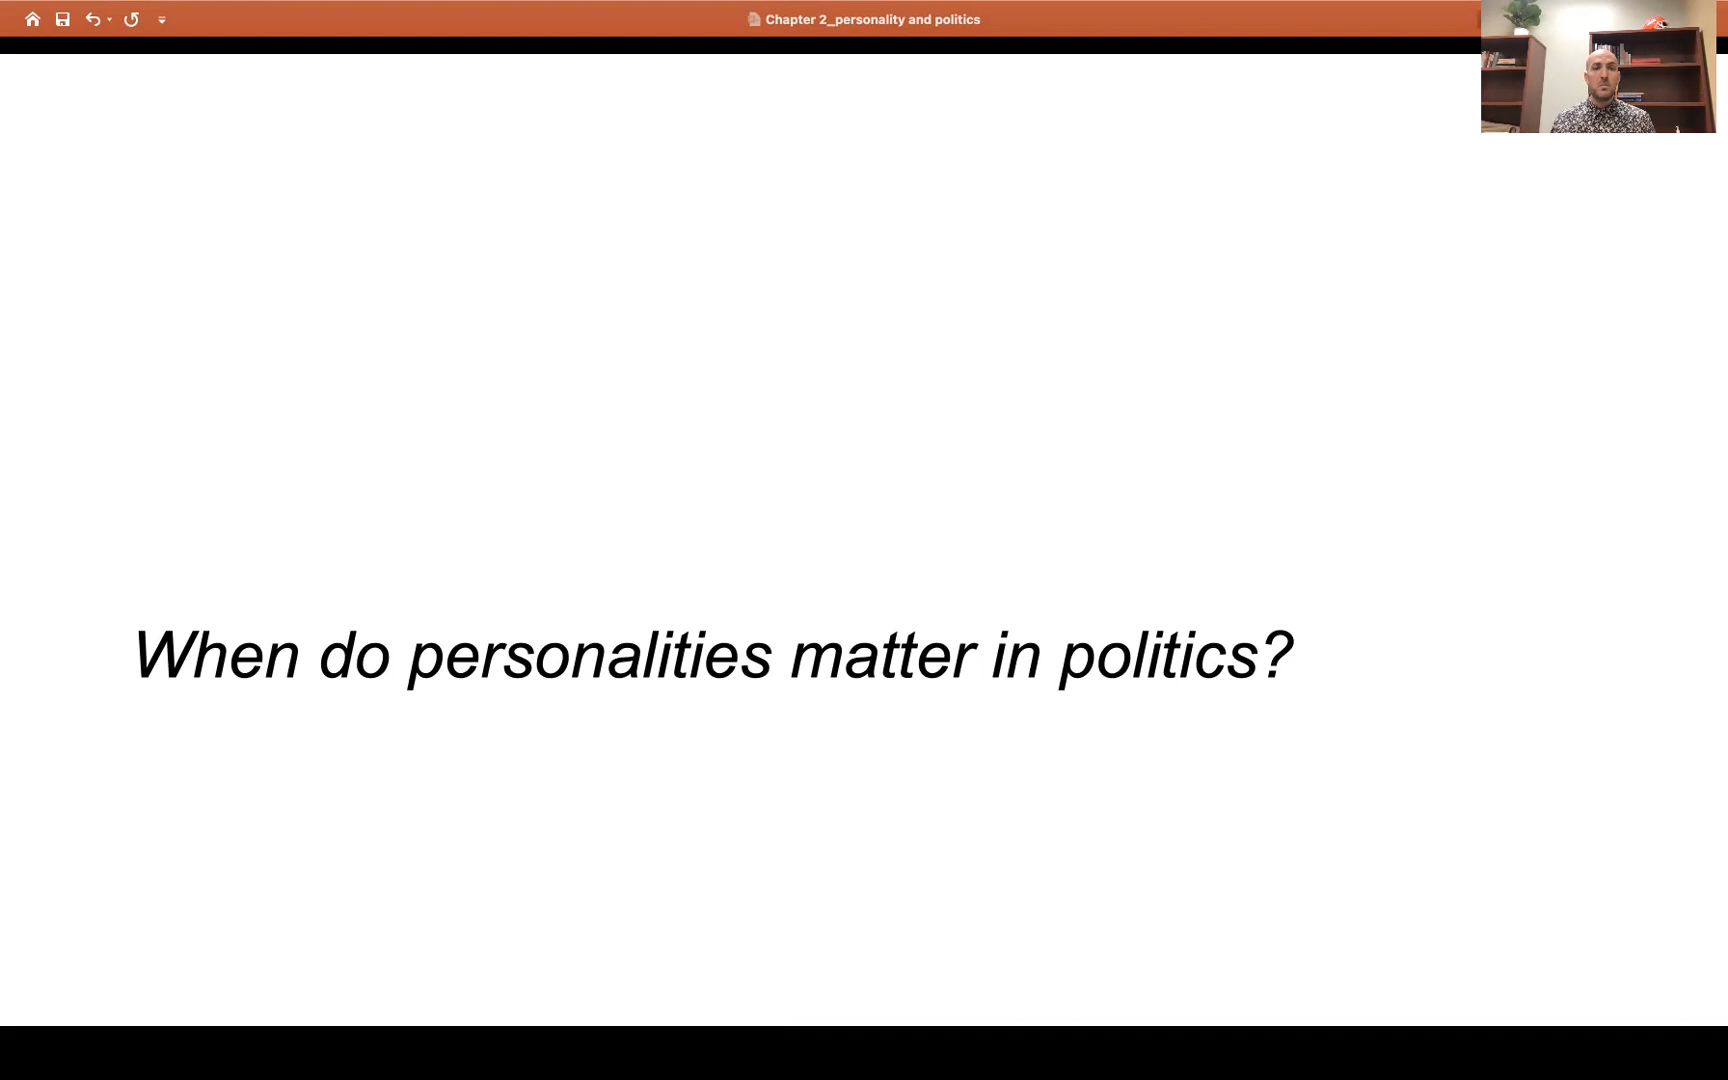 Chapter 2_personality and politics
When do personalities matter in politics?